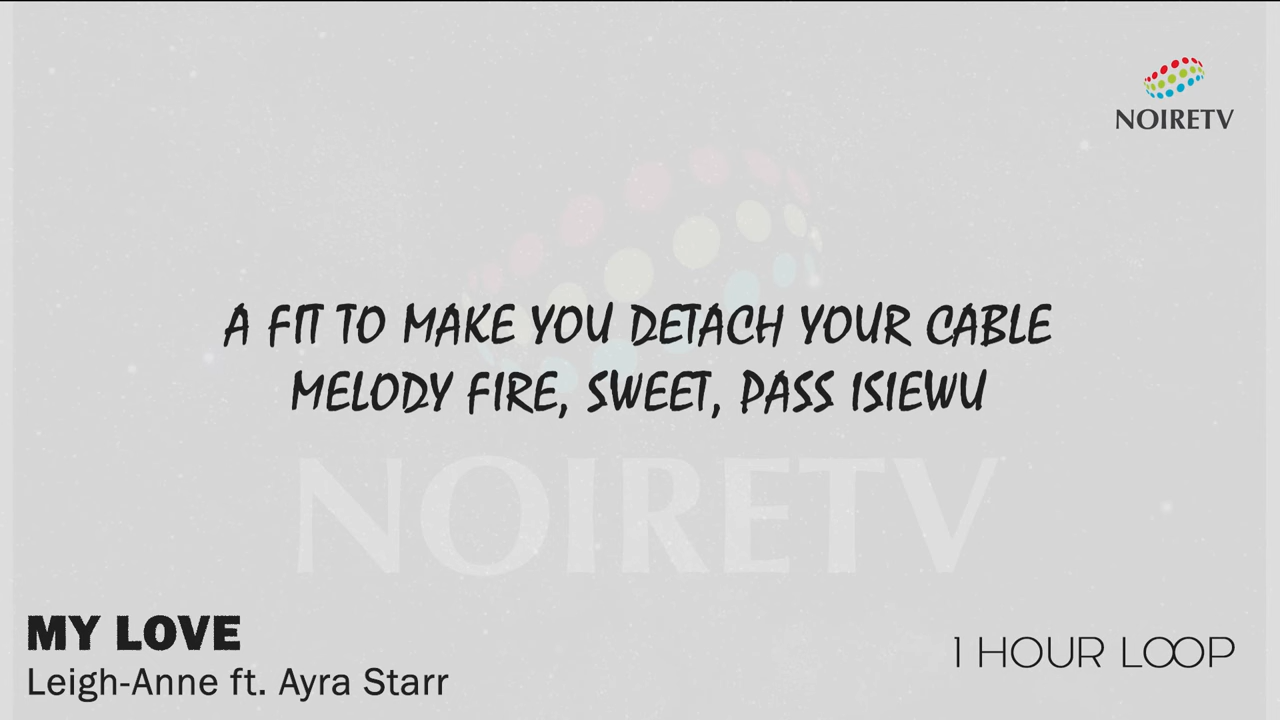 NOIRETV
A FIT TO MAKE YOU DETACH YOUR CABLE
MELODY FIRE, SWEET, PASS ISIEWU
NOIRETV
MY LOVE
Leigh-Anne ft. Ayra Starr
1 HOUR LOOP